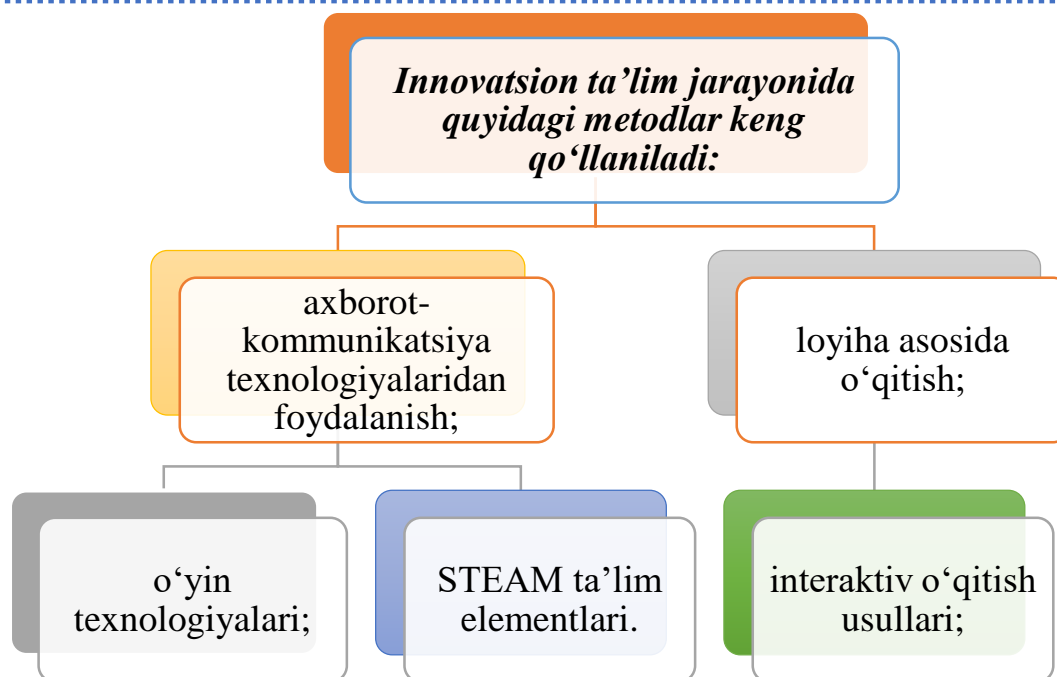 Innovatsion ta’lim jarayonida
quyidagi metodlar keng
qo‘llaniladi:
axborot-
kommunikatsiya
texnologiyalaridan
foydalanish;
loyiha asosida
o‘qitish;
o‘yin
texnologiyalari;
STEAM ta’lim
elementlari.
interaktiv o‘qitish
usullari;